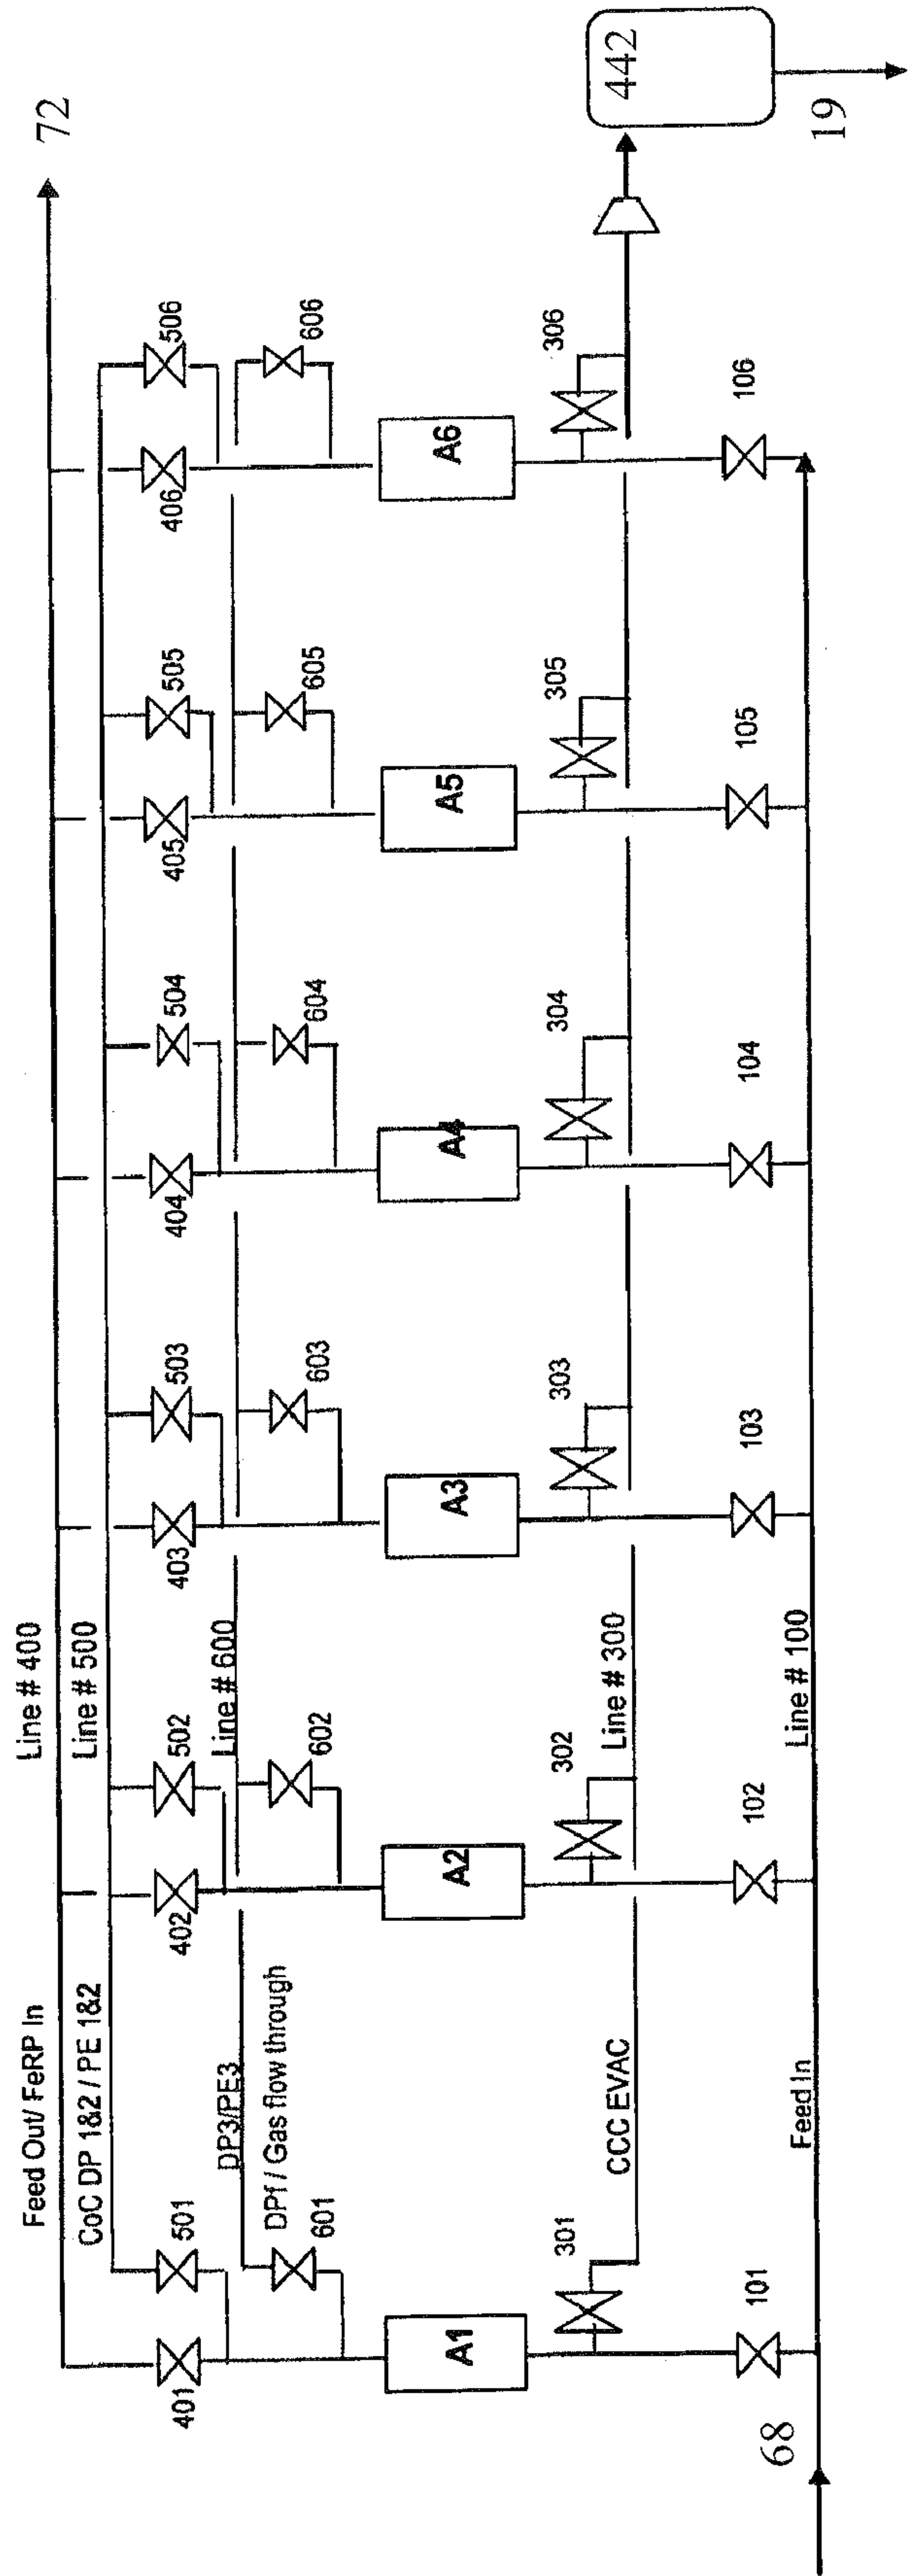 Feed Out/ FeRP In
Line # 400
72
CoC DP 1&2 / PE 1&2
Line # 500
401
501
402
502
403
503
404
504
405
505
406
506
DP3/PE3
Line # 600
DPf / Gas flow through
601
602
603
604
605
606
A1
A2
A3
A4
A5
A6
301
302
303
304
305
306
442
CCC EVAC
Line # 300
101
102
103
104
105
106
68
Feed In
Line # 100
19